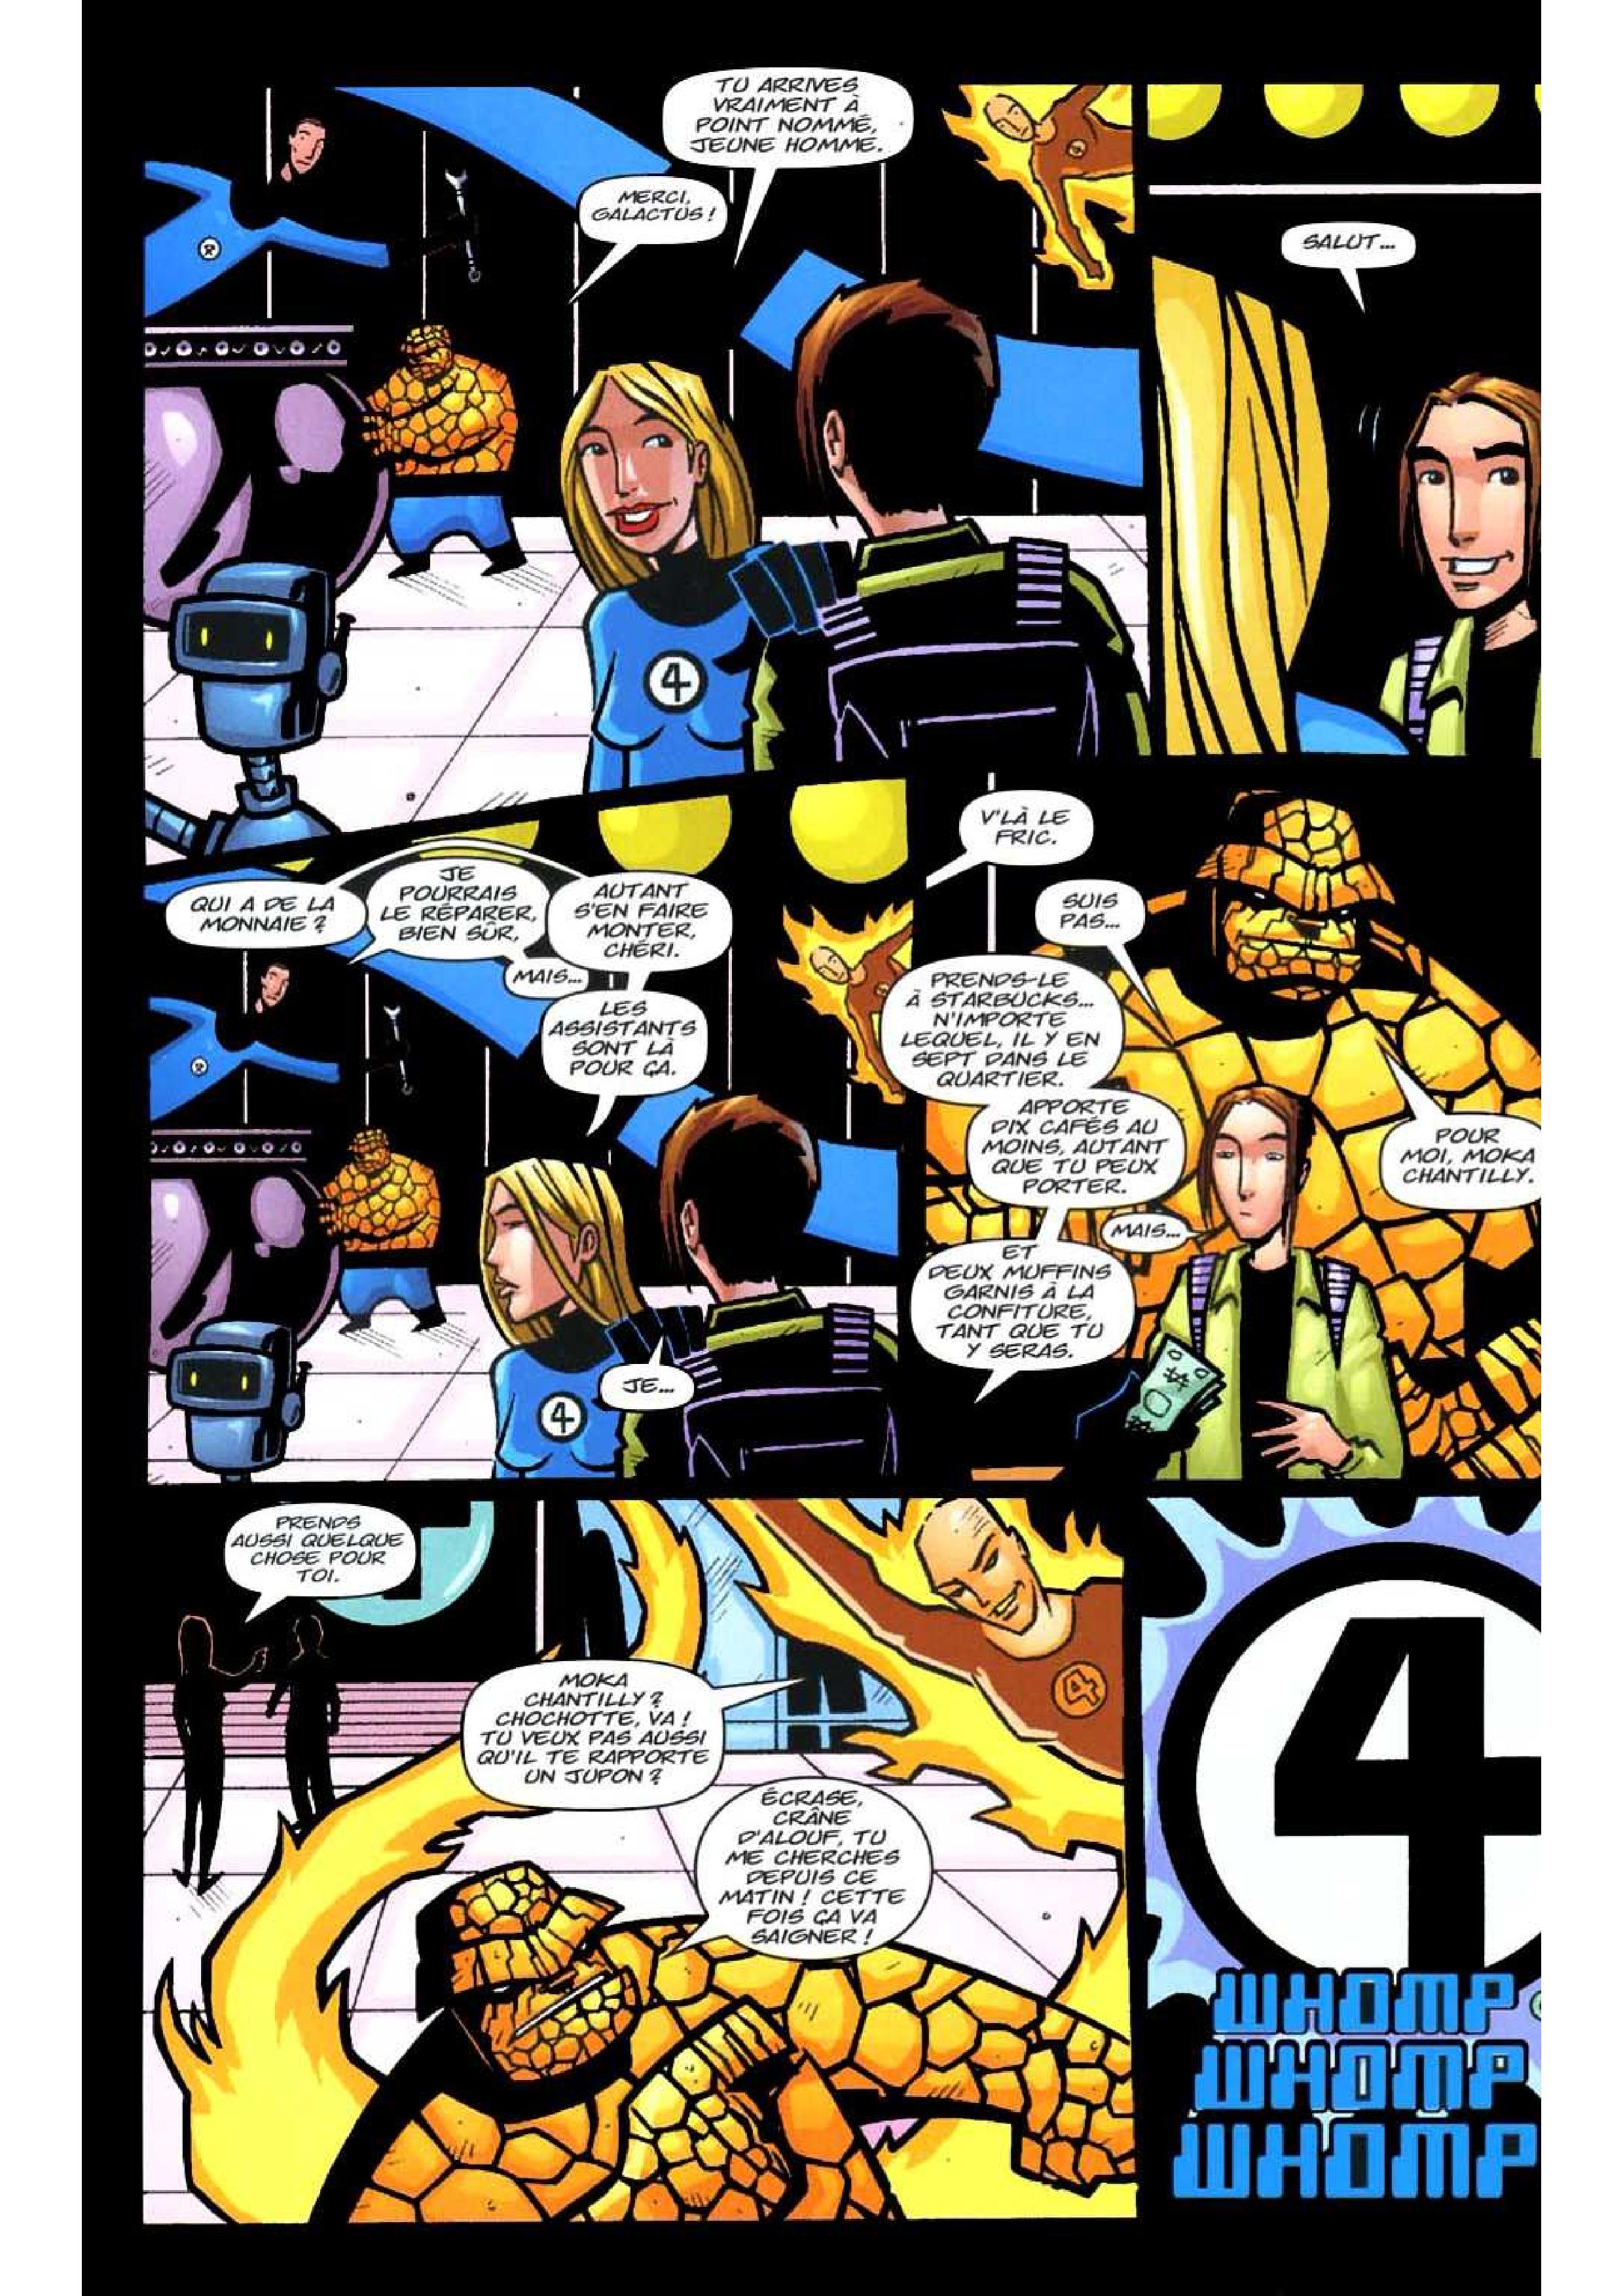 TU ARRIVES
VRAIMENT À
POINT NOMMÉ,
JEUNE HOMME.
MERCI,
GALACTUS !
4
SALUT...
QUI A DE LA
MONNAIE ?
JE
POURRAIS
LE RÉPARER,
BIEN SÛR,
MAIS...
AUTANT
S'EN FAIRE
MONTER,
CHÉRI.
LES
ASSISTANTS
SONT LÀ
POUR ÇA.
JE...
4
V'LÀ LE
FRIC.
SUIS
PAS...
PRENDS-LE
À STARBUCKS...
N'IMPORTE
LEQUEL, IL Y EN
SEPT DANS LE
QUARTIER.
APPORTE
DIX CAFÉS AU
MOINS, AUTANT
QUE TU PEUX
PORTER.
MAIS...
POUR
MOI, MOKA
CHANTILLY.
ET
DEUX MUFFINS
GARNIS À LA
CONFITURE,
TANT QUE TU
Y SERAS.
PRENDS
AUSSI QUELQUE
CHOSE POUR
TOI.
MOKA
CHANTILLY ?
CHOCHOTTE, VA !
TU VEUX PAS AUSSI
QU'IL TE RAPPORTE
UN JUPON ?
4
ÉCRASE,
CRÂNE
D'ALOUF, TU
ME CHERCHES
DEPUIS CE
MATIN ! CETTE
FOIS ÇA VA
SAIGNER !
4
WHOMP
WHOMP
WHOMP